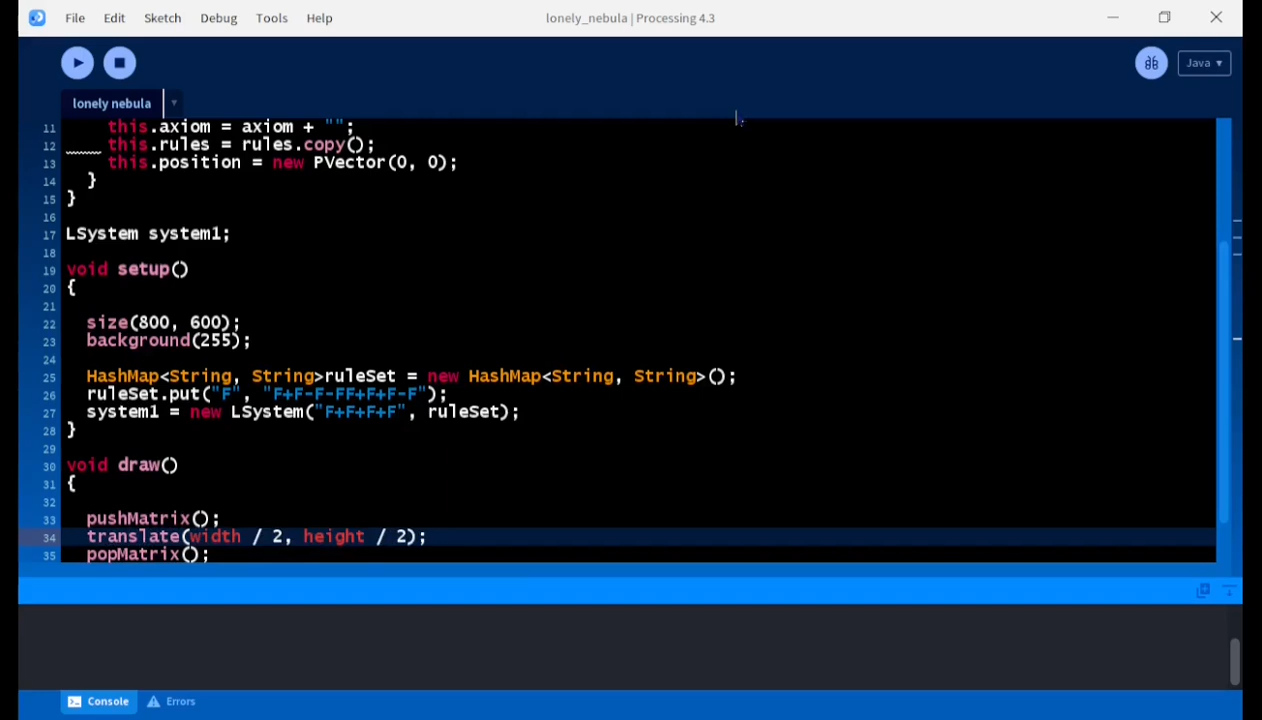 File Edit Sketch Debug Tools Help lonely_nebula | Processing 4.3
Java ▾
lonely nebula ▾
11 this.axiom = axiom + "";
12 this.rules = rules.copy();
13 this.position = new PVector(0, 0);
14 }
15 }
16
17 LSystem system1;
18
19 void setup()
20 {
21
22 size(800, 600);
23 background(255);
24
25 HashMap<String, String>ruleSet = new HashMap<String, String>();
26 ruleSet.put("F", "F+F-F-FF+F+F-F");
27 system1 = new LSystem("F+F+F+F", ruleSet);
28 }
29
30 void draw()
31 {
32
33 pushMatrix();
34 translate(width / 2, height / 2);
35 popMatrix();
Console Errors